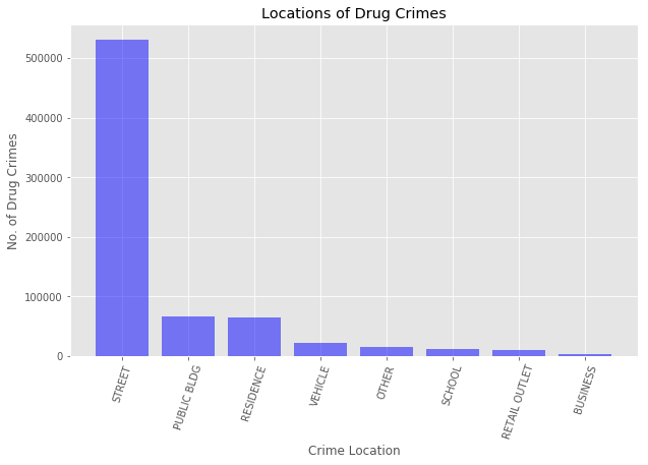 Locations of Drug Crimes
No. of Drug Crimes
500000
400000
300000
200000
100000
0
STREET
PUBLIC BLDG
RESIDENCE
VEHICLE
OTHER
SCHOOL
RETAIL OUTLET
BUSINESS
Crime Location